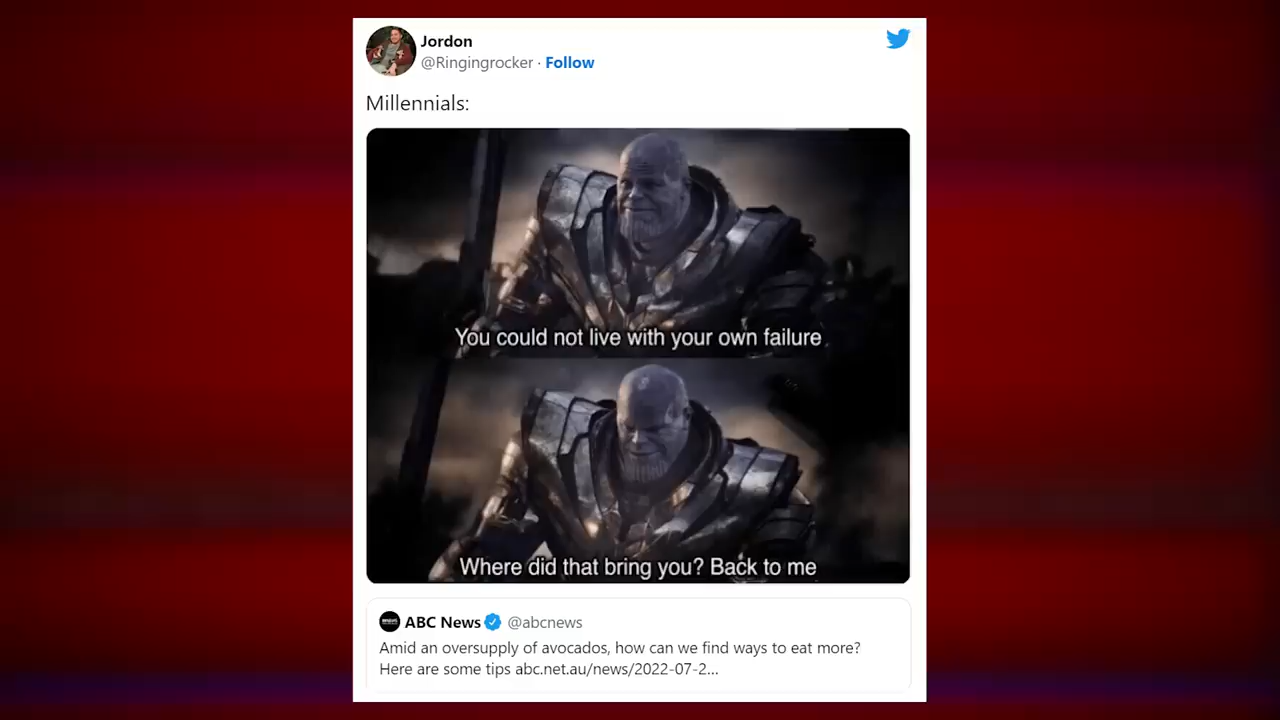 Jordon
@Ringingrocker · Follow
Millennials:
You could not live with your own failure
Where did that bring you? Back to me
ABC News @abcnews
Amid an oversupply of avocados, how can we find ways to eat more?
Here are some tips abc.net.au/news/2022-07-2...